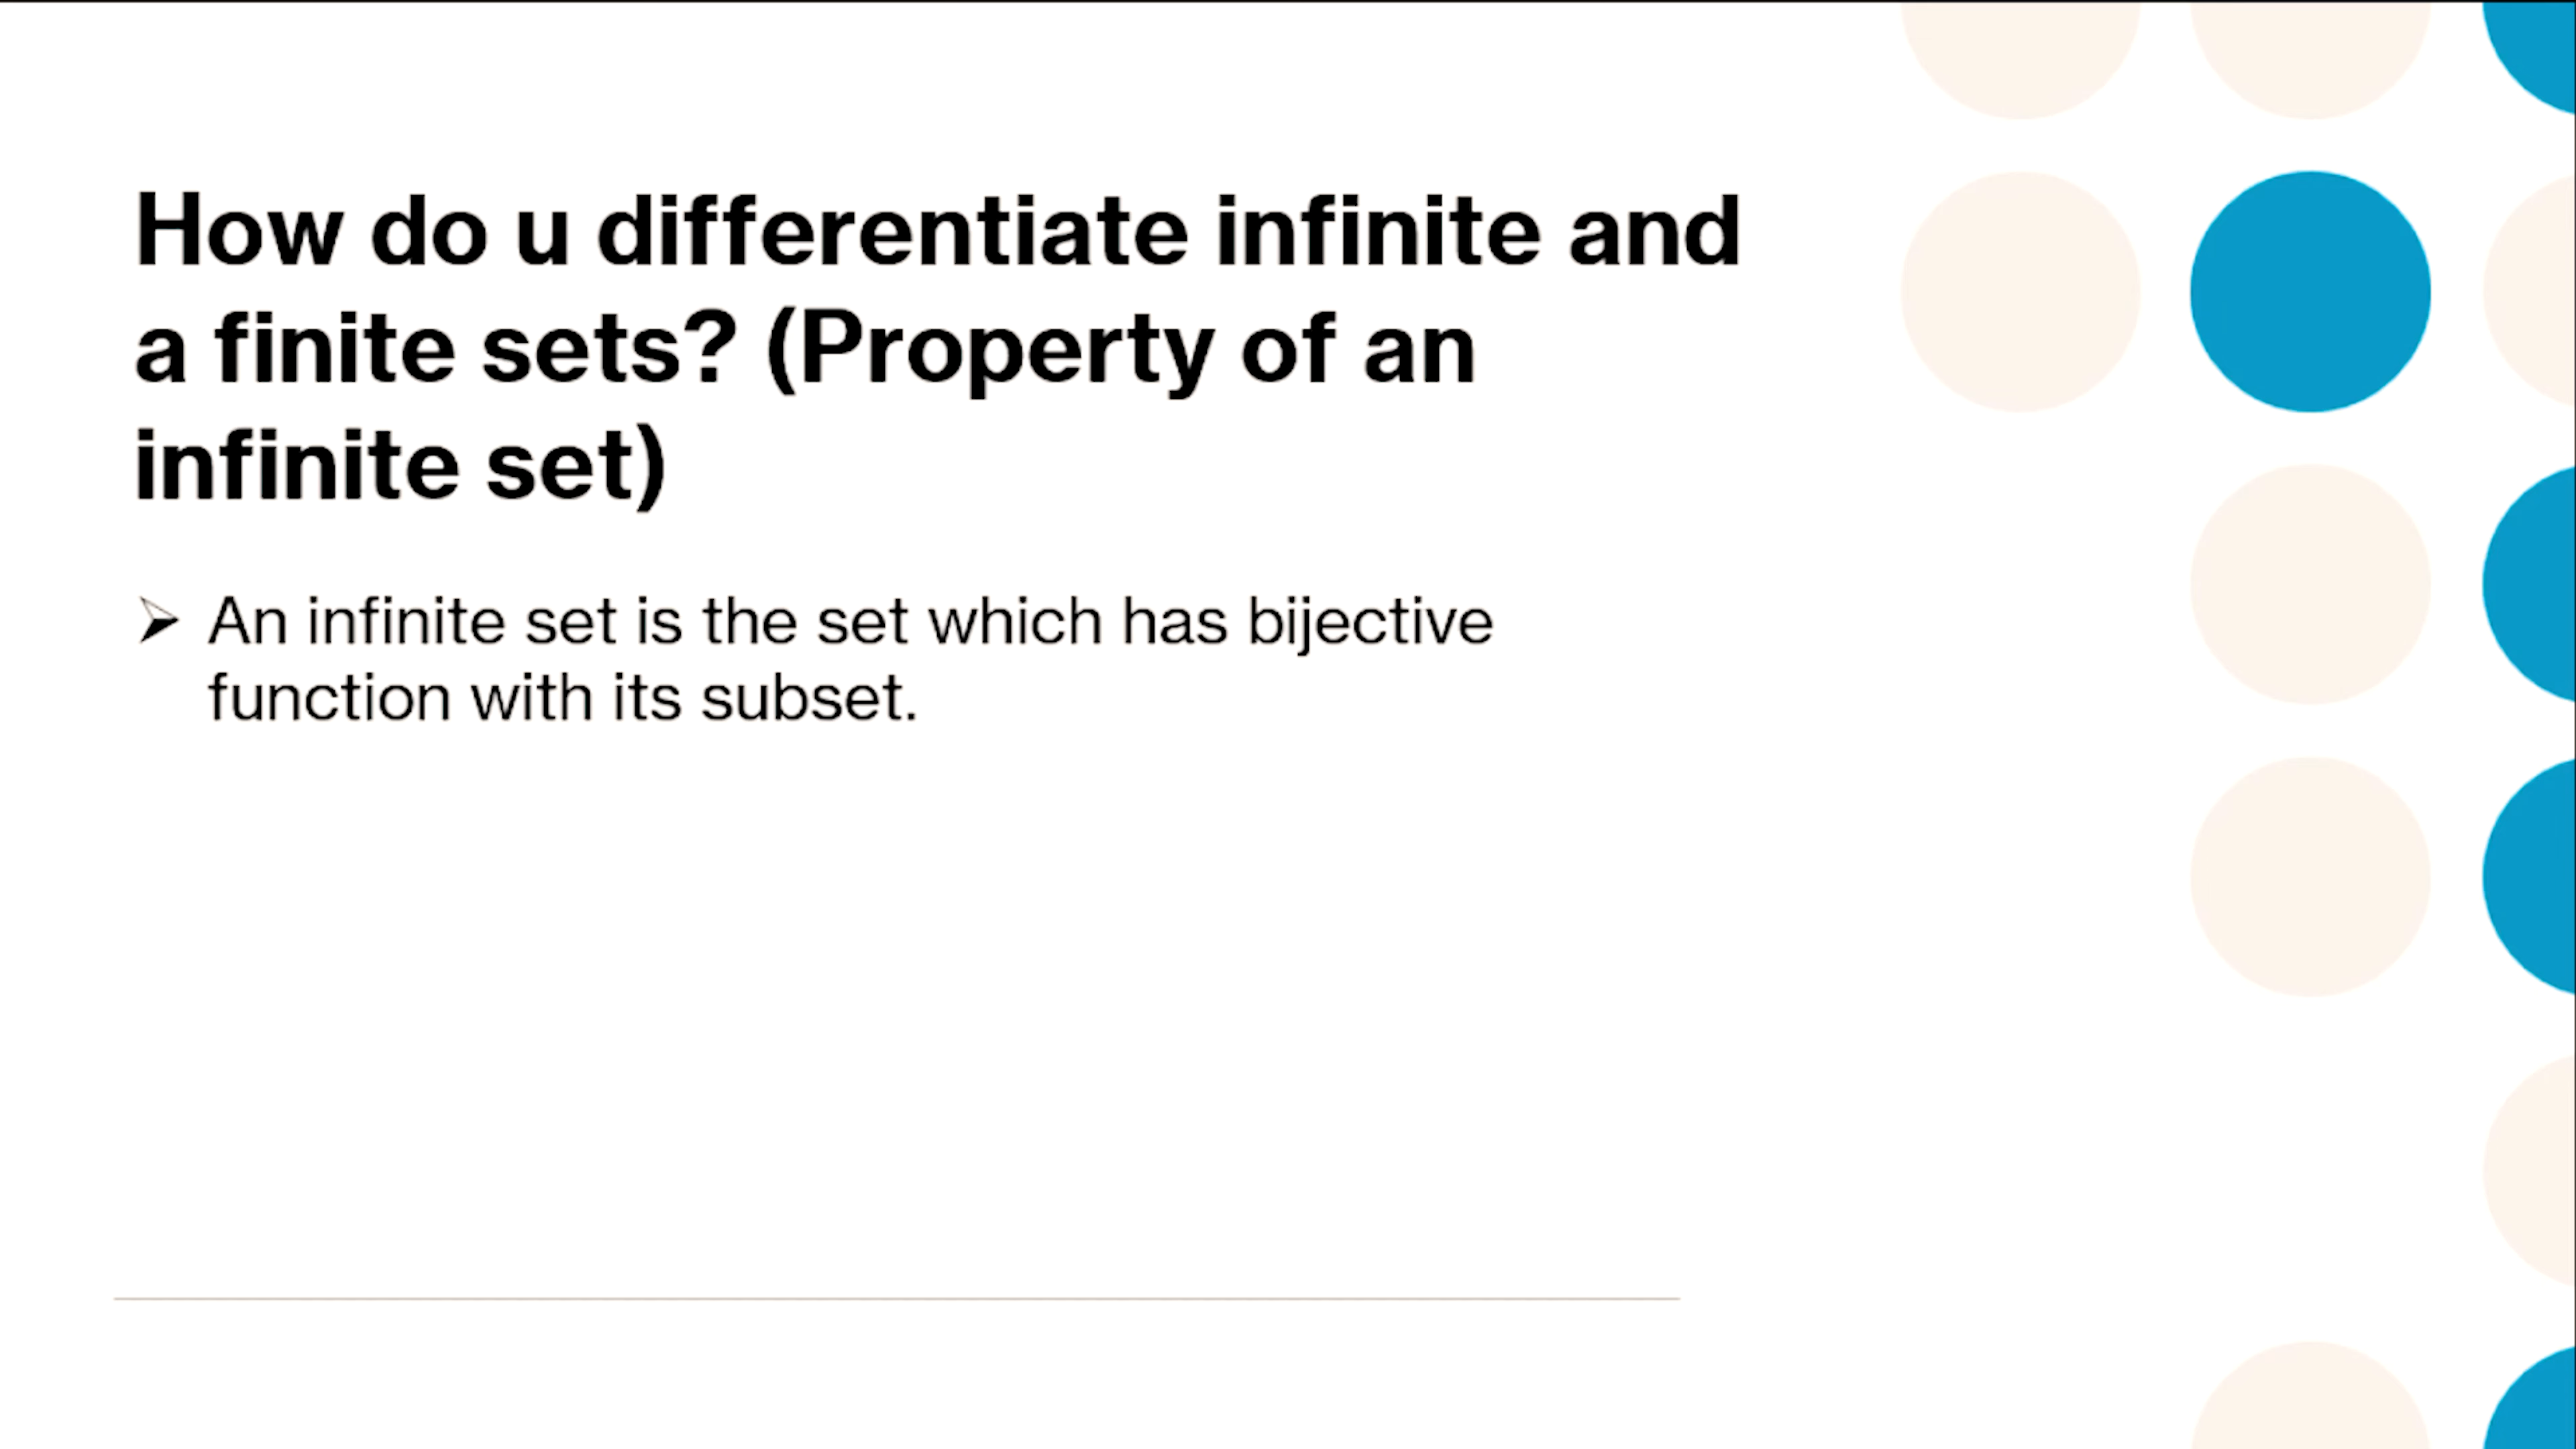 How do u differentiate infinite and
a finite sets? (Property of an
infinite set)
➢ An infinite set is the set which has bijective
function with its subset.